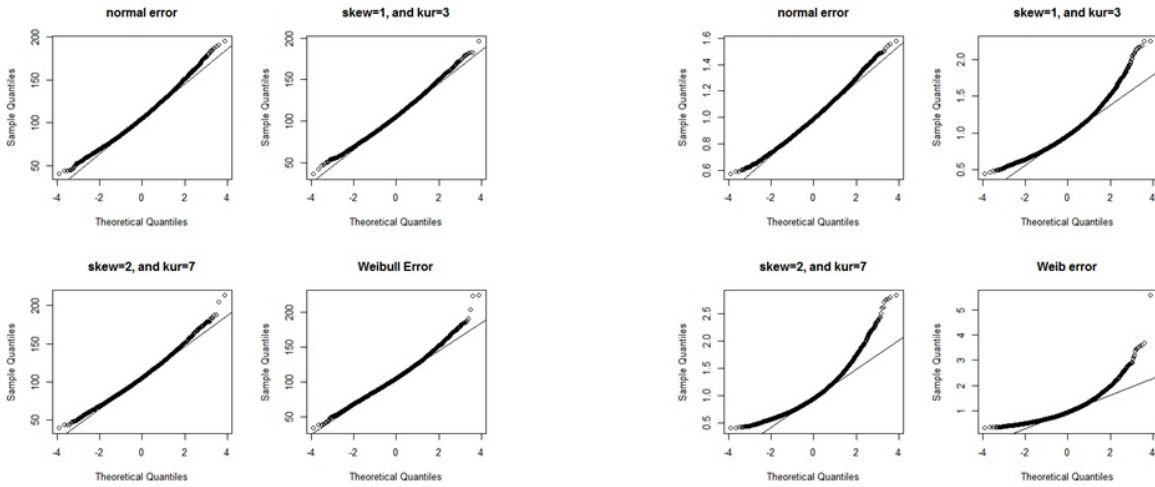 normal error
skew=1, and kur=3
normal error
skew=1, and kur=3
Sample Quantiles
50 100 150 200
-4 -2 0 2 4
Theoretical Quantiles
Sample Quantiles
50 100 150 200
-4 -2 0 2 4
Theoretical Quantiles
Sample Quantiles
0.6 0.8 1.0 1.2 1.4 1.6
-4 -2 0 2 4
Theoretical Quantiles
Sample Quantiles
0.5 1.0 1.5 2.0
-4 -2 0 2 4
Theoretical Quantiles
skew=2, and kur=7
Weibull Error
skew=2, and kur=7
Weib error
Sample Quantiles
50 100 150 200
-4 -2 0 2 4
Theoretical Quantiles
Sample Quantiles
50 100 150 200
-4 -2 0 2 4
Theoretical Quantiles
Sample Quantiles
0.5 1.0 1.5 2.0 2.5
-4 -2 0 2 4
Theoretical Quantiles
Sample Quantiles
1 2 3 4 5
-4 -2 0 2 4
Theoretical Quantiles